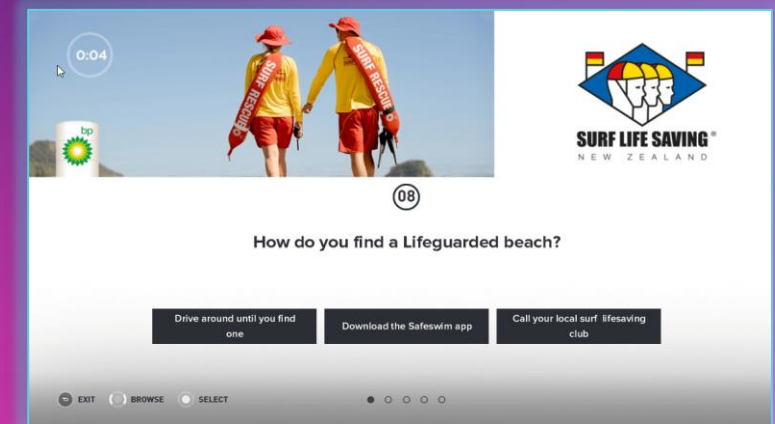 0:04
SURF RESCUE
SURF RESCUE
bp
SURF LIFE SAVING®
NEW ZEALAND
08
How do you find a Lifeguarded beach?
Drive around until you find
one
Download the Safeswim app
Call your local surf lifesaving
club
EXIT
BROWSE
SELECT